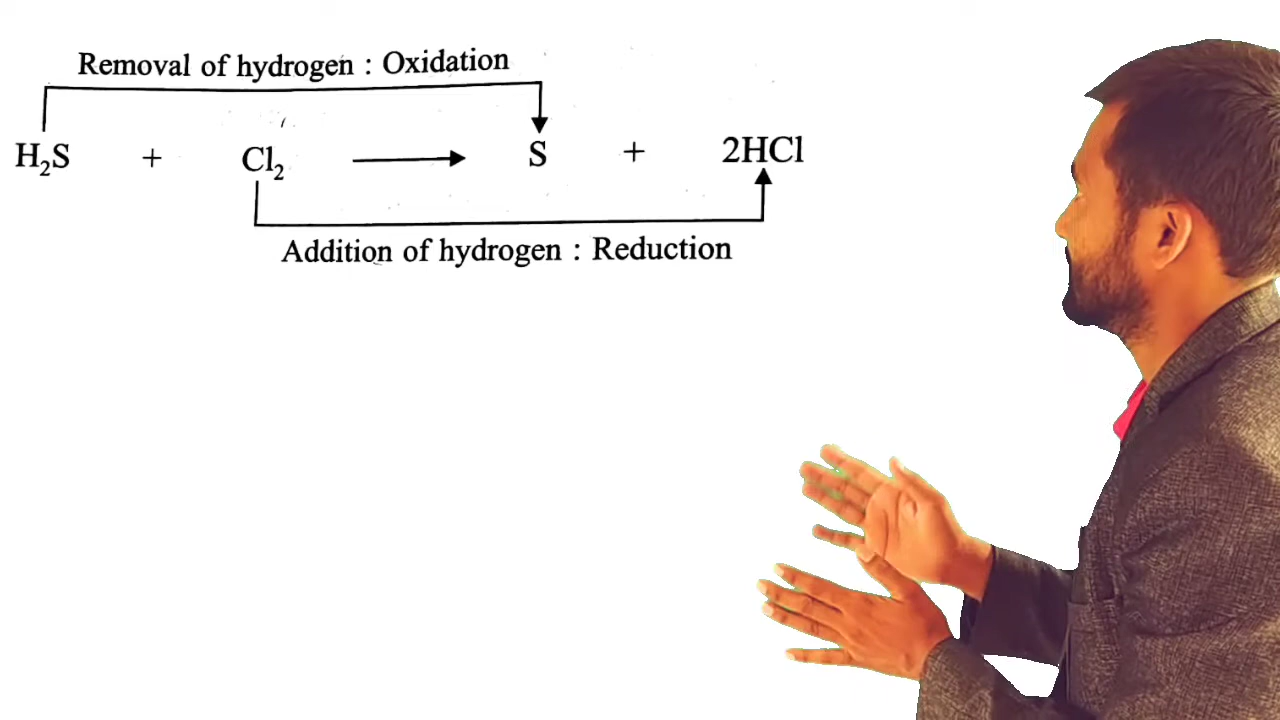 Removal of hydrogen : Oxidation
H₂S + Cl₂ ⟶ S + 2HCl
Addition of hydrogen : Reduction